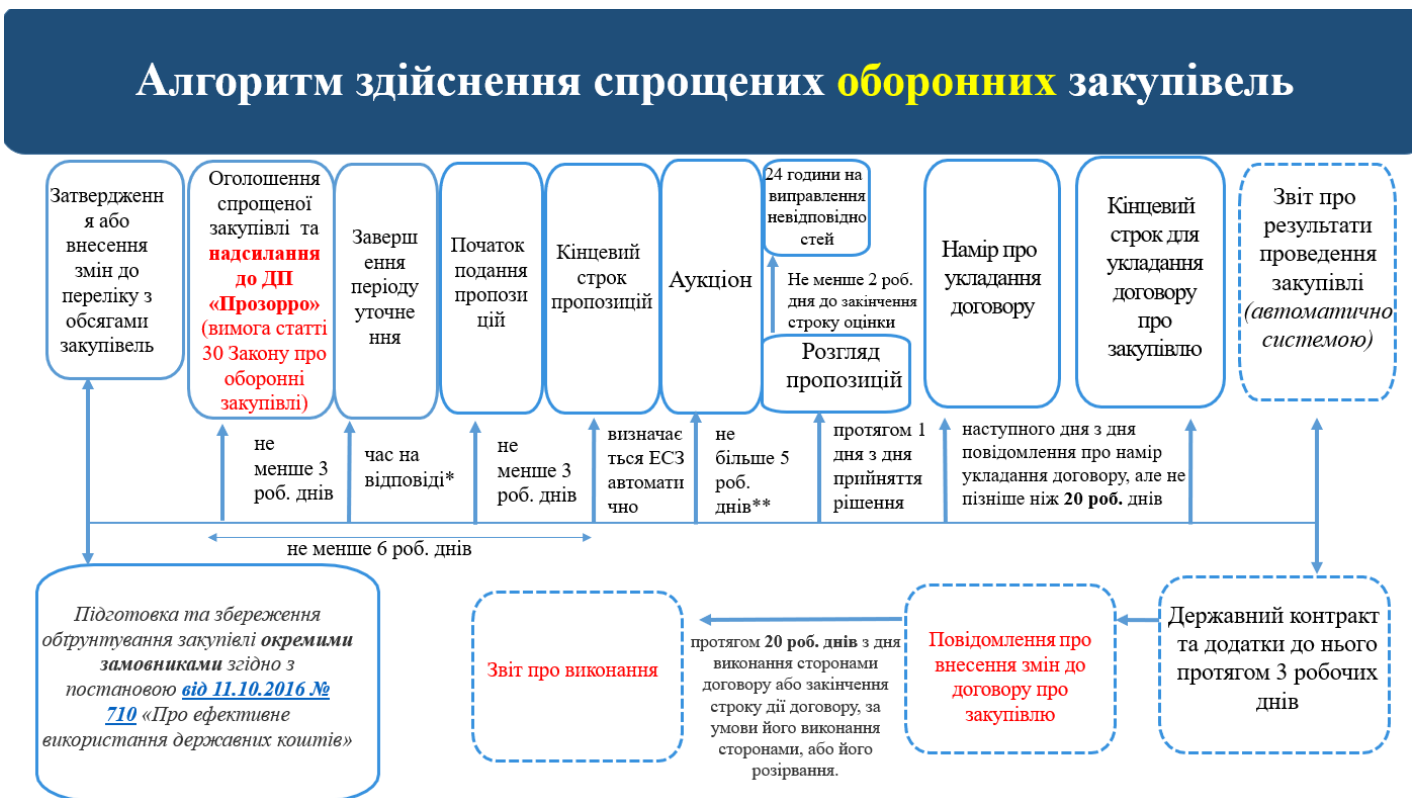 Алгоритм здійснення спрощених оборонних закупівель
Затвердженн
я або
внесення
змін до
переліку з
обсягами
закупівель
Оголошення
спрощеної
закупівлі та
надсилання
до ДП
«Прозорро»
(вимога статті
30 Закону про
оборонні
закупівлі)
Заверш
ення
періоду
уточне
ння
Початок
подання
пропози
цій
Кінцевий
строк
пропозицій
Аукціон
24 години на
виправлення
невідповідно
стей
Не менше 2 роб.
дня до закінчення
строку оцінки
Розгляд
пропозицій
Намір про
укладання
договору
Кінцевий
строк для
укладання
договору
про
закупівлю
Звіт про
результати
проведення
закупівлі
(автоматично
системою)
не
менше 3
роб. днів
час на
відповіді*
не
менше 3
роб. днів
визначає
ться ЕСЗ
автомати
чно
не
більше 5
роб.
днів**
протягом 1
дня з дня
прийняття
рішення
наступного дня з дня
повідомлення про намір
укладання договору, але не
пізніше ніж 20 роб. днів
не менше 6 роб. днів
Підготовка та збереження
обґрунтування закупівлі окремими
замовниками згідно з
постановою від 11.10.2016 №
710 «Про ефективне
використання державних коштів»
Звіт про виконання
протягом 20 роб. днів з дня
виконання сторонами
договору або закінчення
строку дії договору, за
умови його виконання
сторонами, або його
розірвання.
Повідомлення про
внесення змін до
договору про
закупівлю
Державний контракт
та додатки до нього
протягом 3 робочих
днів